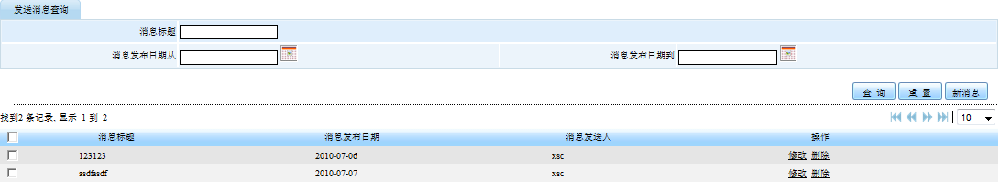 发送消息查询
消息标题
消息发布日期从 消息发布日期到
查 询 重 置 新消息
找到2 条记录, 显示 1 到 2 10
消息标题 消息发布日期 消息发送人 操作
123123 2010-07-06 xsc 修改 删除
asdfasdf 2010-07-07 xsc 修改 删除